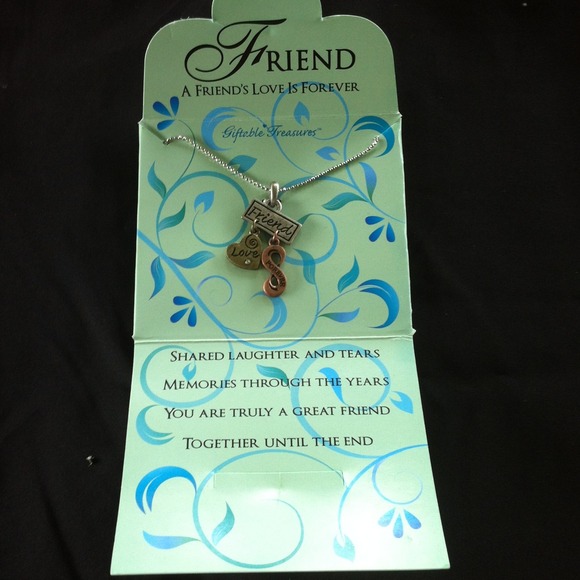 FRIEND
A FRIEND'S LOVE IS FOREVER
Giftable Treasures™
Friend
Love
SHARED LAUGHTER AND TEARS
MEMORIES THROUGH THE YEARS
YOU ARE TRULY A GREAT FRIEND
TOGETHER UNTIL THE END